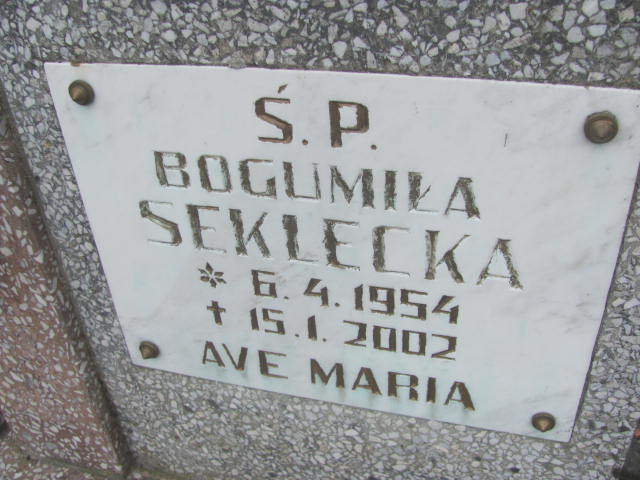 Ś.P.
BOGUMIŁA
SEKLECKA
* 6.4.1954
✝ 15.1.2002
AVE MARIA